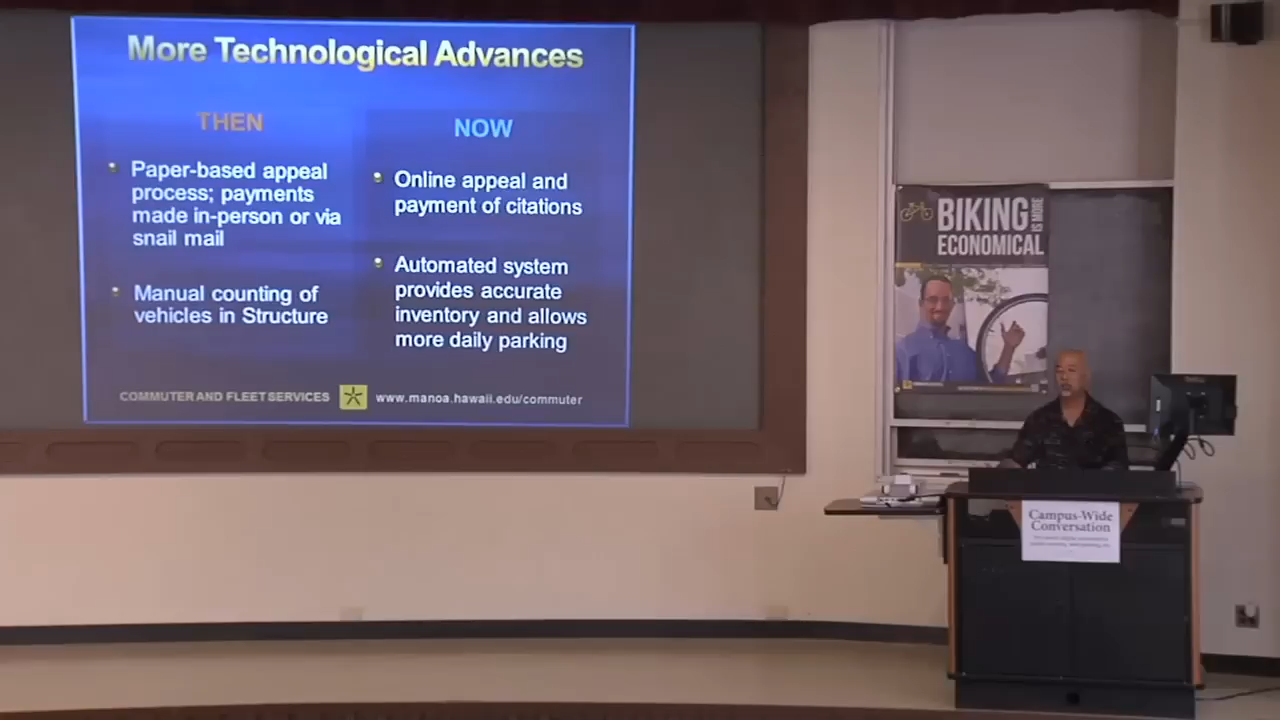 More Technological Advances
THEN
Paper-based appeal
process; payments
made in-person or via
snail mail
Manual counting of
vehicles in Structure
NOW
Online appeal and
payment of citations
Automated system
provides accurate
inventory and allows
more daily parking
COMMUTER AND FLEET SERVICES
www.manoa.hawaii.edu/commuter
BIKING
IS MORE
ECONOMICAL
Campus-Wide
Conversation